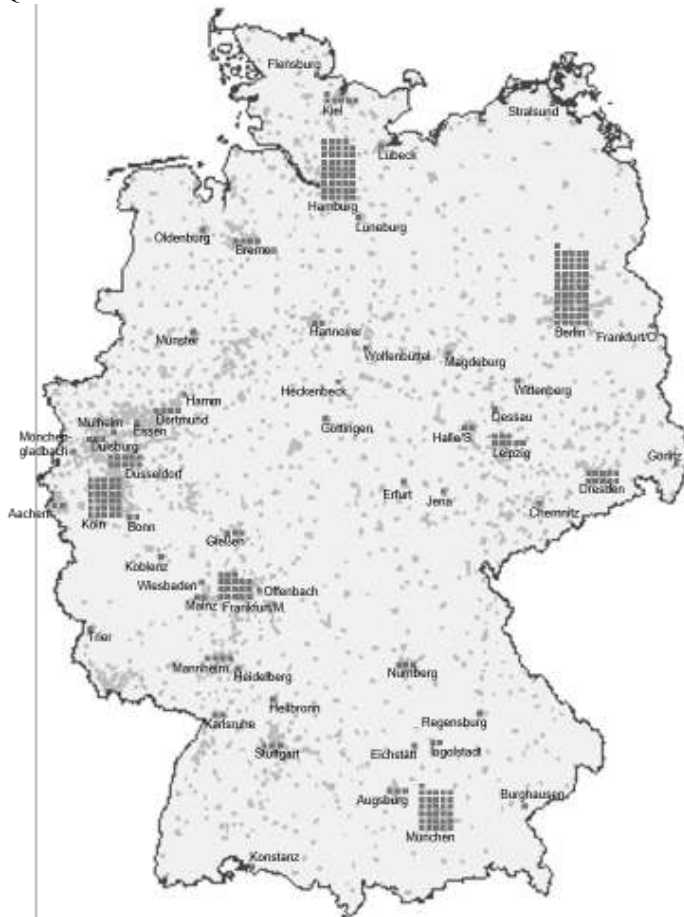 Flensburg
Kiel
Stralsund
Lübeck
Hamburg
Lüneburg
Oldenburg
Bremen
Berlin
Frankfurt/O
Hannover
Münster
Wolfenbüttel
Magdeburg
Heckenbeck
Wittenberg
Hamm
Dortmund
Dessau
Mülheim
Essen
Göttingen
Halle/S.
Mönchen-
gladbach
Duisburg
Leipzig
Görlitz
Düsseldorf
Dresden
Erfurt
Jena
Aachen
Köln
Bonn
Chemnitz
Gießen
Koblenz
Wiesbaden
Offenbach
Mainz
Frankfurt/M.
Trier
Mannheim
Heidelberg
Nürnberg
Heilbronn
Karlsruhe
Regensburg
Stuttgart
Eichstätt
Ingolstadt
Augsburg
Burghausen
München
Konstanz